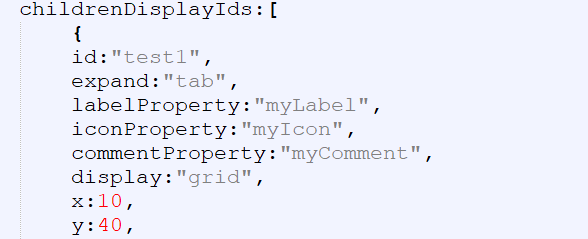 childrenDisplayIds:[
{
id:"test1",
expand:"tab",
labelProperty:"myLabel",
iconProperty:"myIcon",
commentProperty:"myComment",
display:"grid",
x:10,
y:40,